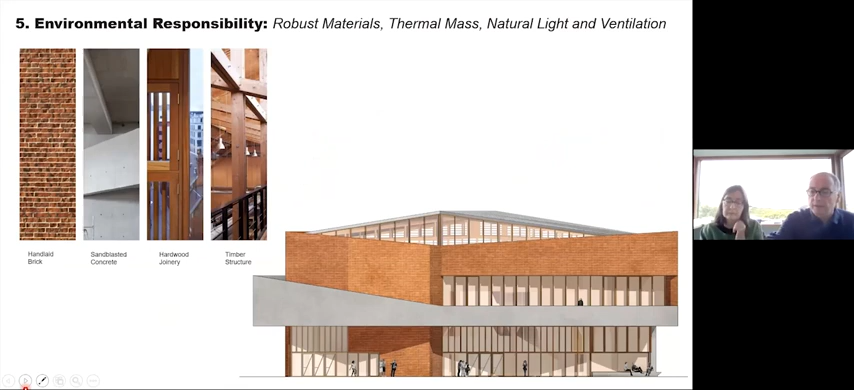 5. Environmental Responsibility: Robust Materials, Thermal Mass, Natural Light and Ventilation
Handlaid
Brick
Sandblasted
Concrete
Hardwood
Joinery
Timber
Structure